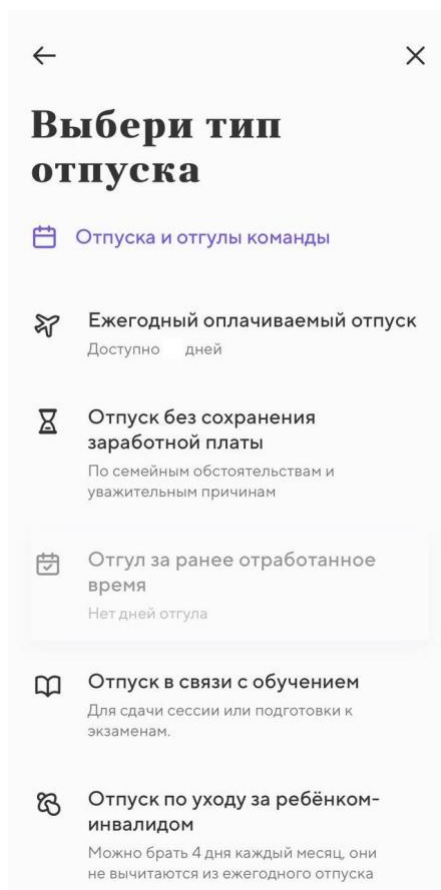 Выбери тип
отпуска
Отпуска и отгулы команды
Ежегодный оплачиваемый отпуск
Доступно дней
Отпуск без сохранения
заработной платы
По семейным обстоятельствам и
уважительным причинам
Отгул за ранее отработанное
время
Нет дней отгула
Отпуск в связи с обучением
Для сдачи сессии или подготовки к
экзаменам.
Отпуск по уходу за ребёнком-
инвалидом
Можно брать 4 дня каждый месяц, они
не вычитаются из ежегодного отпуска